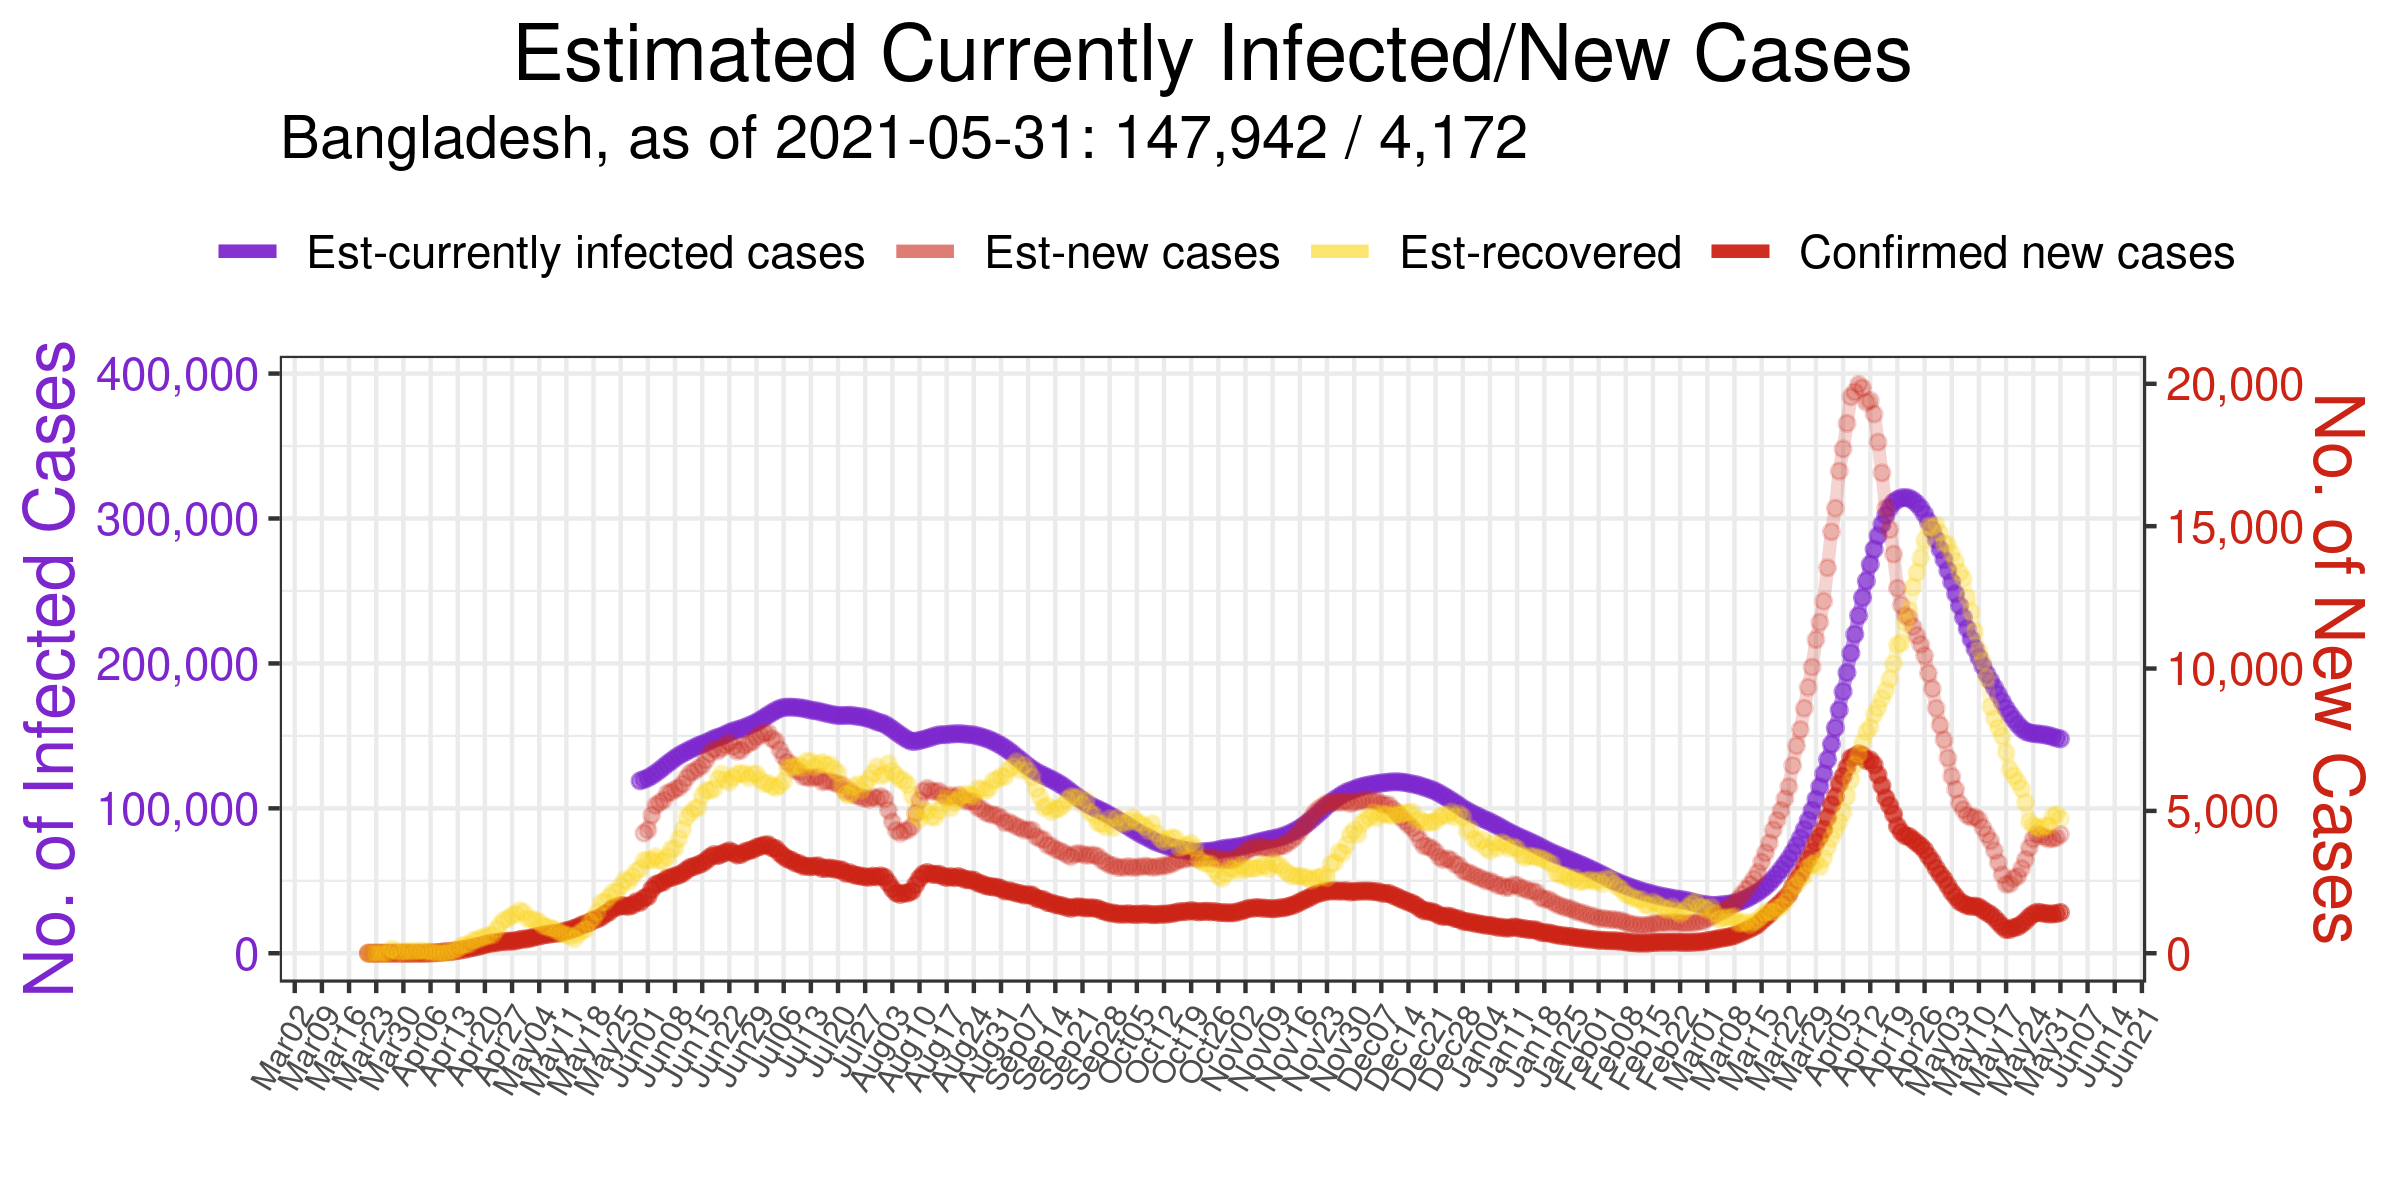 Estimated Currently Infected/New Cases
Bangladesh, as of 2021-05-31: 147,942 / 4,172
Est-currently infected cases Est-new cases Est-recovered Confirmed new cases
No. of Infected Cases
400,000
300,000
200,000
100,000
0
20,000
15,000
10,000
5,000
0
No. of New Cases
Mar02
Mar09
Mar16
Mar23
Mar30
Apr06
Apr13
Apr20
Apr27
May04
May11
May18
May25
Jun01
Jun08
Jun15
Jun22
Jun29
Jul06
Jul13
Jul20
Jul27
Aug03
Aug10
Aug17
Aug24
Aug31
Sep07
Sep14
Sep21
Sep28
Oct05
Oct12
Oct19
Oct26
Nov02
Nov09
Nov16
Nov23
Nov30
Dec07
Dec14
Dec21
Dec28
Jan04
Jan11
Jan18
Jan25
Feb01
Feb08
Feb15
Feb22
Mar01
Mar08
Mar15
Mar22
Mar29
Apr05
Apr12
Apr19
Apr26
May03
May10
May17
May24
May31
Jun07
Jun14
Jun21